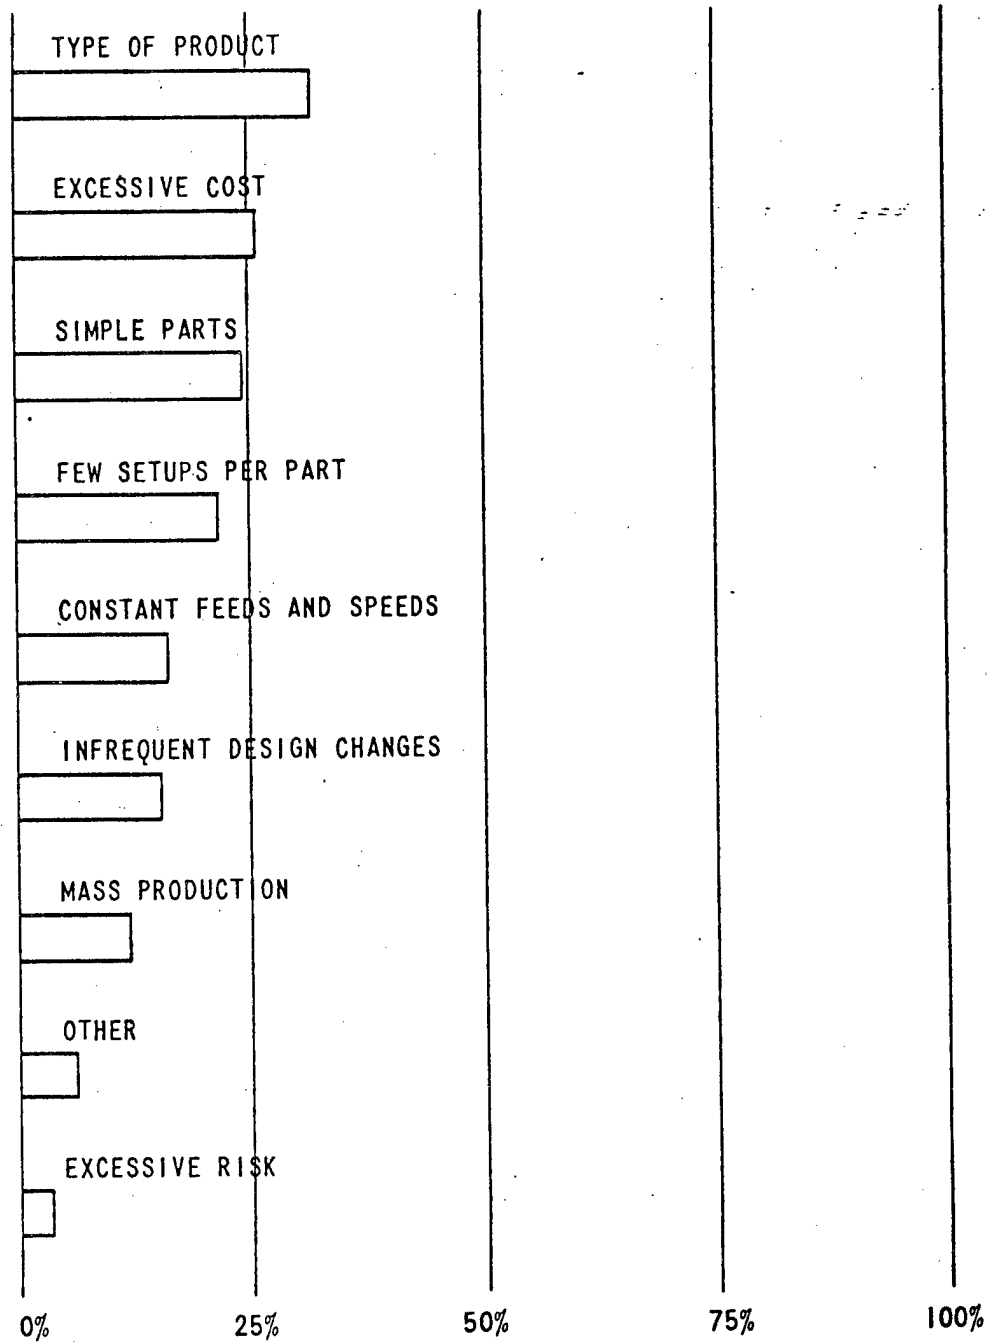 TYPE OF PRODUCT
EXCESSIVE COST
SIMPLE PARTS
FEW SETUPS PER PART
CONSTANT FEEDS AND SPEEDS
INFREQUENT DESIGN CHANGES
MASS PRODUCTION
OTHER
EXCESSIVE RISK
0% 25% 50% 75% 100%